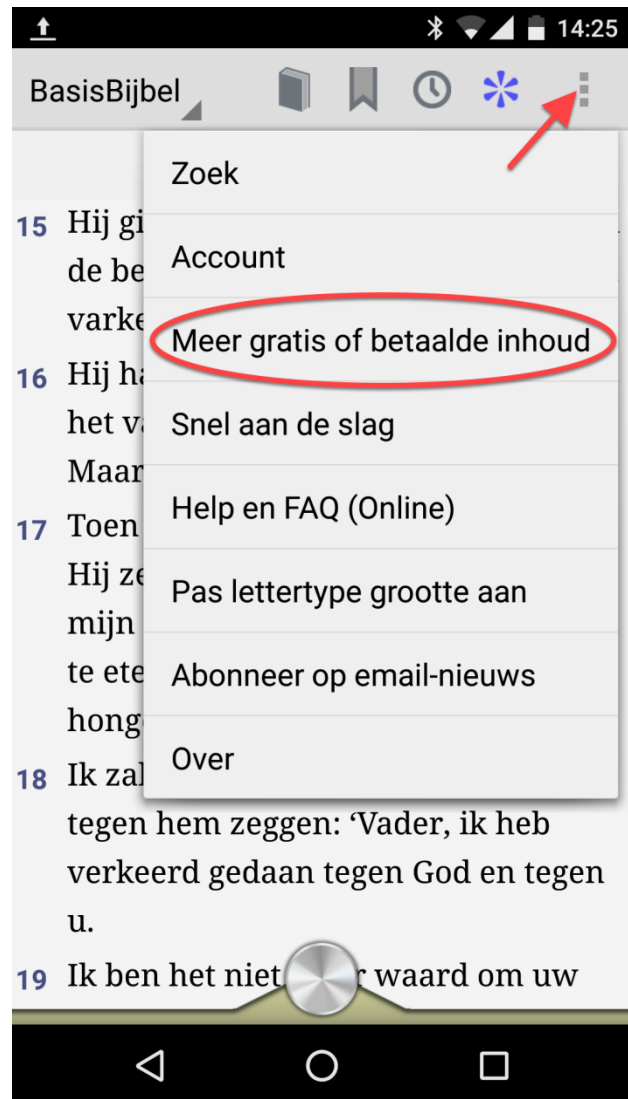 14:25
BasisBijbel
Zoek
Account
Meer gratis of betaalde inhoud
Snel aan de slag
Help en FAQ (Online)
Pas lettertype grootte aan
Abonneer op email-nieuws
Over
15 Hij gi
de be
varke
16 Hij ha
het va
Maar
17 Toen
Hij ze
mijn
te ete
hong
18 Ik zal
tegen hem zeggen: ‘Vader, ik heb
verkeerd gedaan tegen God en tegen
u.
19 Ik ben het niet r waard om uw